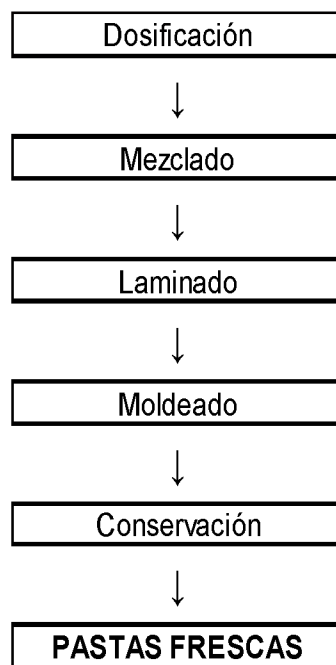 Dosificación
↓
Mezclado
↓
Laminado
↓
Moldeado
↓
Conservación
↓
PASTAS FRESCAS